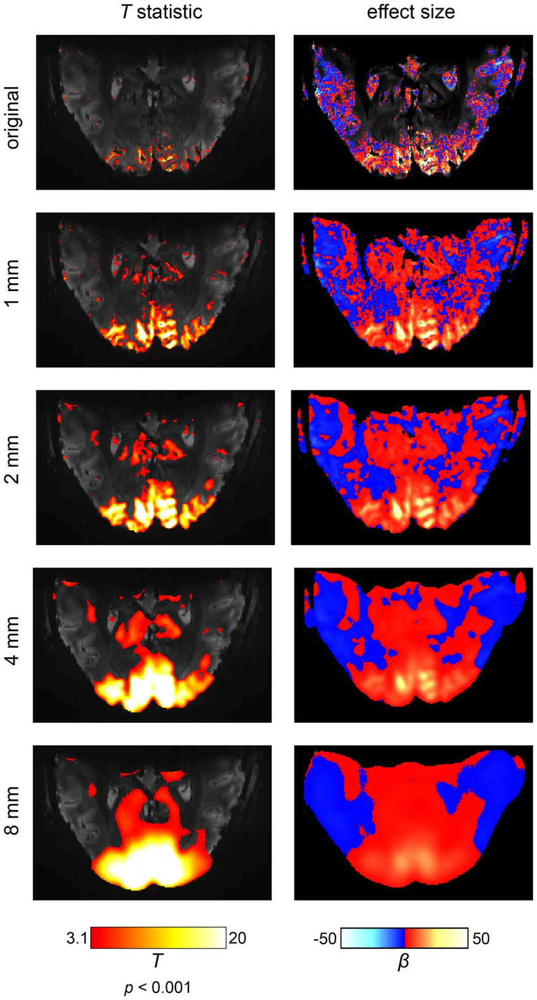 T statistic
effect size
original
1 mm
2 mm
4 mm
8 mm
3.1
20
T
p < 0.001
-50
50
β